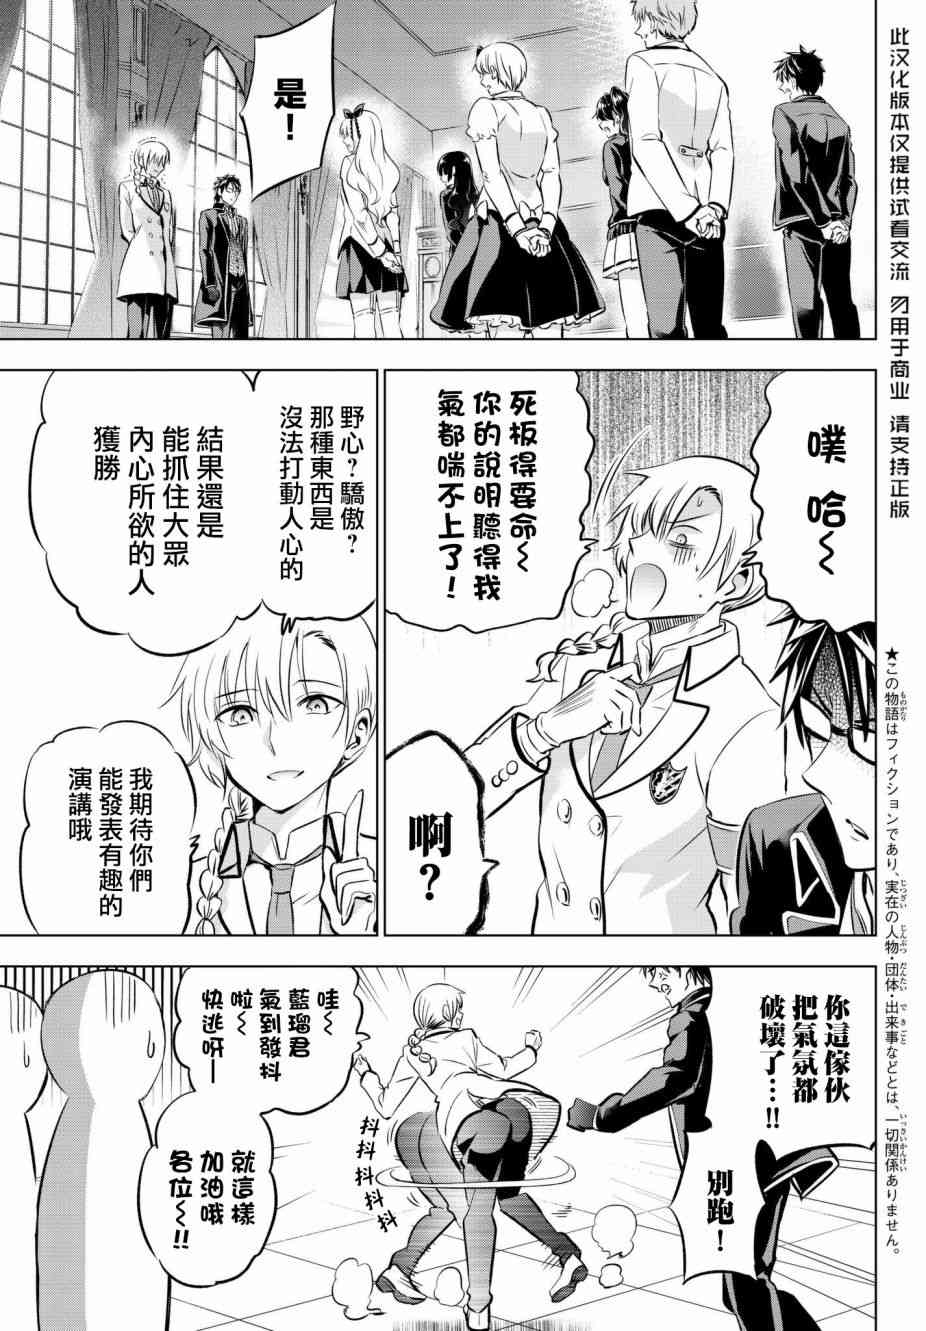 是！
噗哈～
死板得要命～
你的說明聽得我
氣都喘不上了！
啊？
野心？驕傲？
那種東西是
沒法打動人心的
結果還是
能抓住大眾
內心所欲的人
獲勝
我期待你們
能發表有趣的
演講哦
你這傢伙
把氣氛都
破壞了…!!
別跑！
哇～
藍瑠君
氣到發抖
啦～
快逃呀ー
抖抖抖抖抖
就這樣
加油哦
各位～!!
此汉化版本仅提供试看交流 勿用于商业 请支持正版
★この物語はフィクションであり、実在の人物・団体・出来事などとは、一切関係ありません。